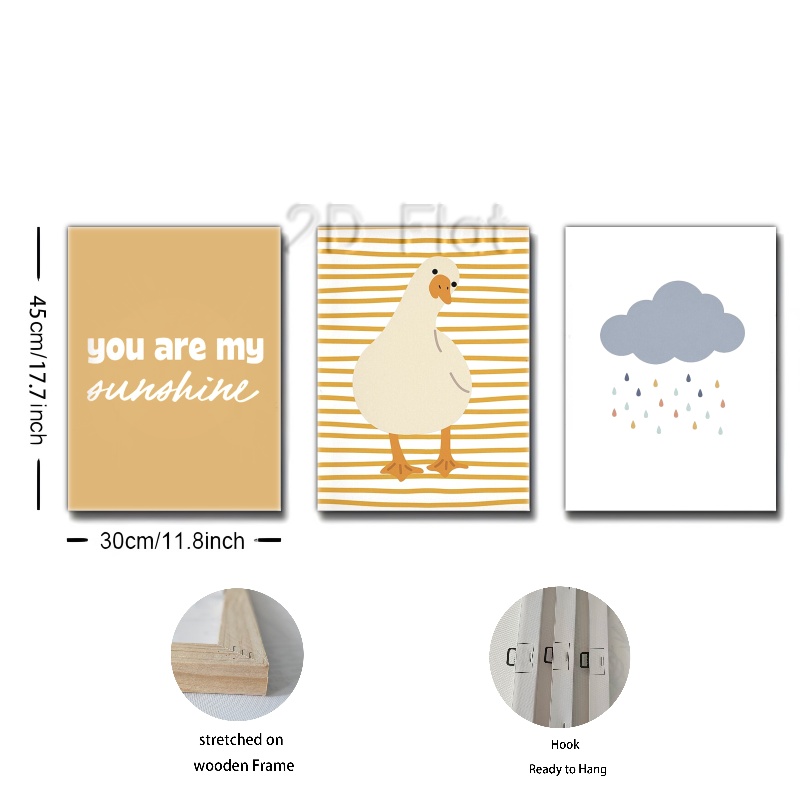 2D Flat
45cm/17.7inch
you are my
sunshine
30cm/11.8inch
stretched on
wooden Frame
Hook
Ready to Hang